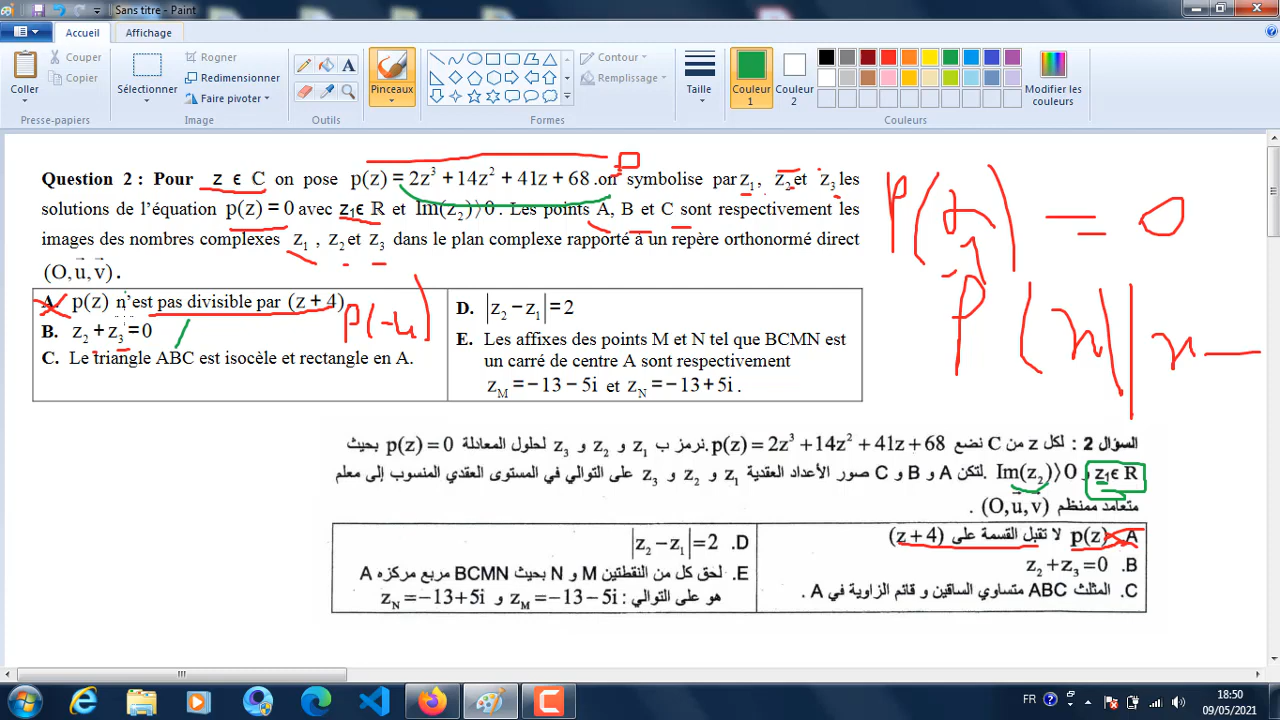 Sans titre - Paint
Accueil
Affichage
Coller
Couper
Copier
Presse-papiers
Sélectionner
Rogner
Redimensionner
Faire pivoter
Image
A
Outils
Pinceaux
Contour
Remplissage
Formes
Taille
Couleur 1
Couleur 2
Modifier les couleurs
Couleurs
Question 2 : Pour z ϵ C on pose p(z) = 2z³ + 14z² + 41z + 68 .on symbolise par z₁ , z₂ et z₃ les
solutions de l'équation p(z) = 0 avec z₁ϵ R et Im(z₂)⟩0 . Les points A, B et C sont respectivement les
images des nombres complexes z₁ , z₂ et z₃ dans le plan complexe rapporté à un repère orthonormé direct
(O, u⃗, v⃗) .
A. p(z) n'est pas divisible par (z + 4)
B. z₂ + z₃ = 0
C. Le triangle ABC est isocèle et rectangle en A.
D. |z₂ − z₁| = 2
E. Les affixes des points M et N tel que BCMN est
un carré de centre A sont respectivement
z_M = −13 − 5i et z_N = −13 + 5i .
P(z₁) = 0
P(-4)
P(x) | x —
السؤال 2 : لكل z من C نضع p(z) = 2z³ + 14z² + 41z + 68 .نرمز ب z₁ و z₂ و z₃ لحلول المعادلة p(z) = 0 بحيث
z₁ϵ R و Im(z₂)⟩0 .لتكن A و B و C صور الأعداد العقدية z₁ و z₂ و z₃ على التوالي في المستوى العقدي المنسوب إلى معلم
متعامد ممنظم (O, u⃗, v⃗) .
A. p(z) لا تقبل القسمة على (z + 4)
B. z₂ + z₃ = 0
C. المثلث ABC متساوي الساقين و قائم الزاوية في A .
D. |z₂ − z₁| = 2
E. لحق كل من النقطتين M و N بحيث BCMN مربع مركزه A
هو على التوالي : z_M = −13 − 5i و z_N = −13 + 5i
FR
18:50
09/05/2021